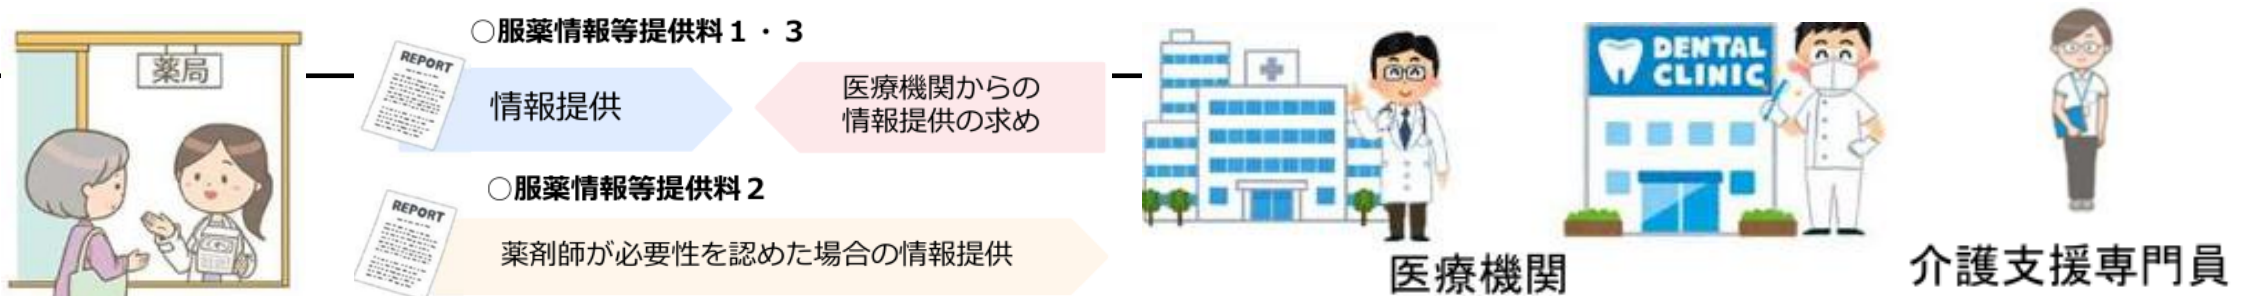 薬局
○服薬情報等提供料１・３
REPORT
情報提供
医療機関からの
情報提供の求め
○服薬情報等提供料２
REPORT
薬剤師が必要性を認めた場合の情報提供
DENTAL
CLINIC
医療機関
介護支援専門員